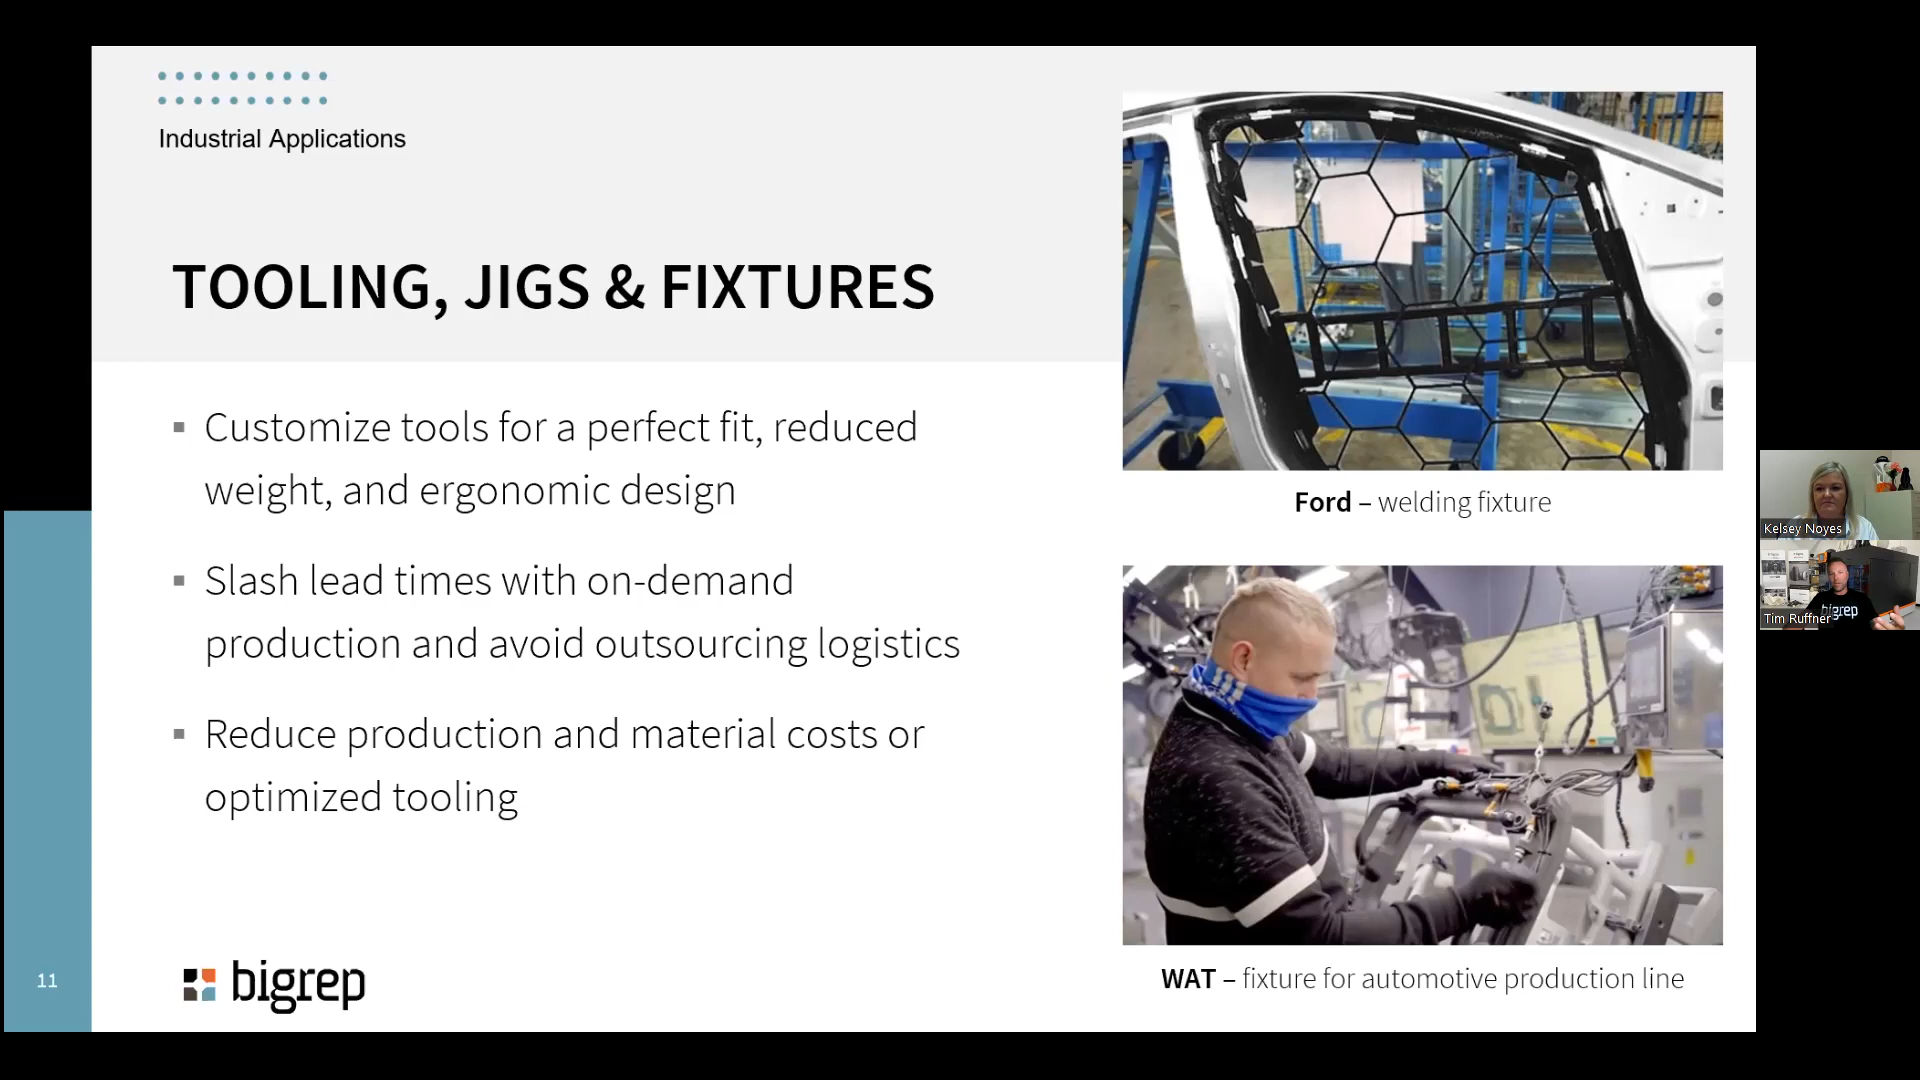 Industrial Applications
TOOLING, JIGS & FIXTURES
▪ Customize tools for a perfect fit, reduced
weight, and ergonomic design
▪ Slash lead times with on-demand
production and avoid outsourcing logistics
▪ Reduce production and material costs or
optimized tooling
Ford – welding fixture
WAT – fixture for automotive production line
11
bigrep
Kelsey Noyes
bigrep
Tim Ruffner